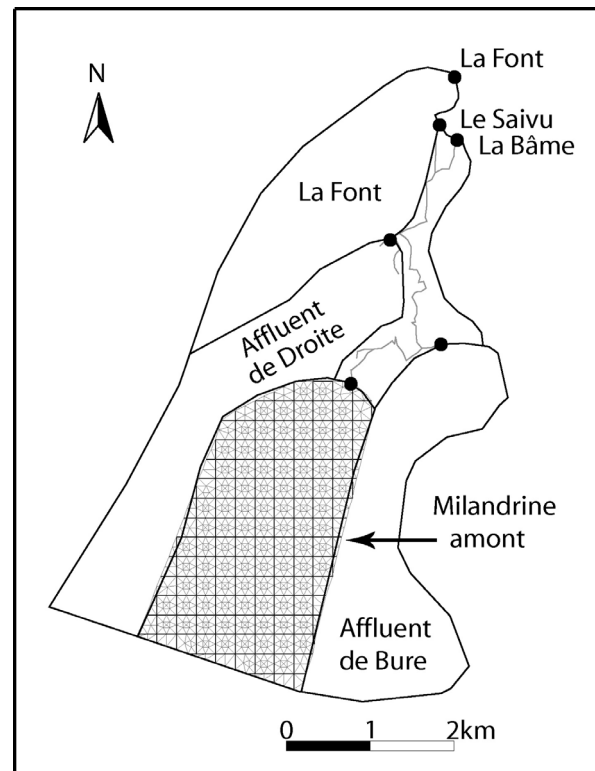 La Font
N
Le Saivu
La Bâme
La Font
Affluent
de Droite
Milandrine
amont
Affluent
de Bure
0 1 2km